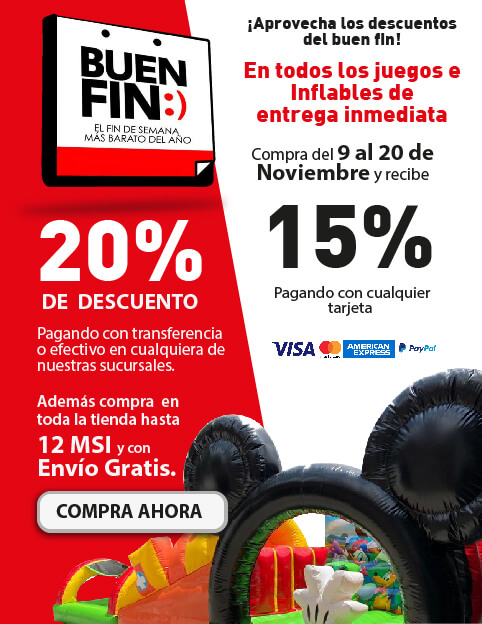 BUEN
FIN:)
EL FIN DE SEMANA
MÁS BARATO DEL AÑO
¡Aprovecha los descuentos
del buen fin!
En todos los juegos e
Inflables de
entrega inmediata
Compra del 9 al 20 de
Noviembre y recibe
20%
DE DESCUENTO
Pagando con transferencia
o efectivo en cualquiera de
nuestras sucursales.
Además compra en
toda la tienda hasta
12 MSI y con
Envío Gratis.
COMPRA AHORA
15%
Pagando con cualquier
tarjeta
VISA AMERICAN EXPRESS PayPal